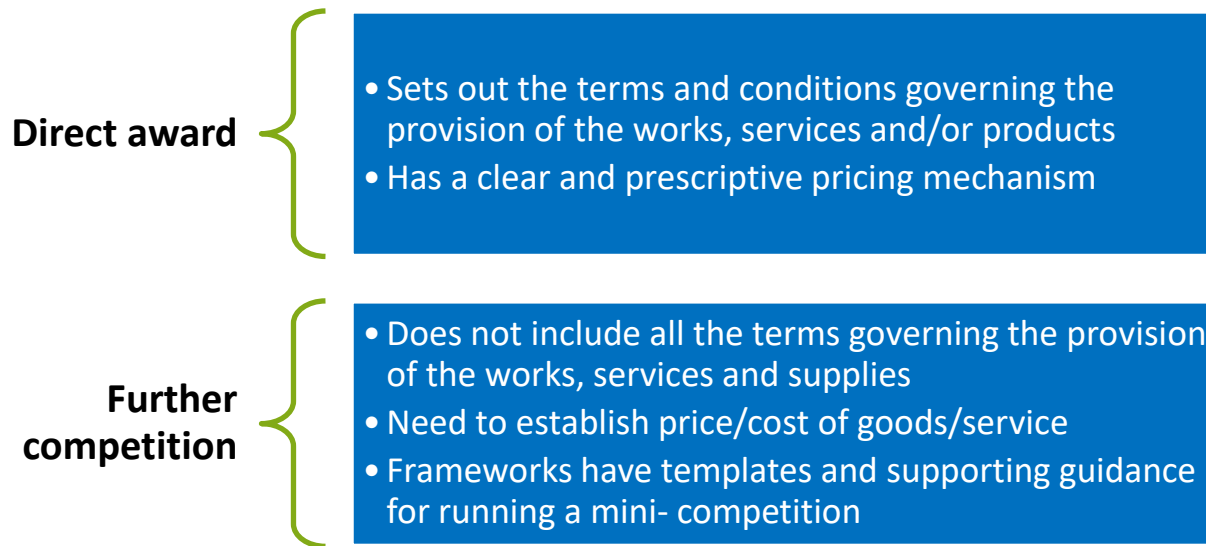 Direct award
• Sets out the terms and conditions governing the
provision of the works, services and/or products
• Has a clear and prescriptive pricing mechanism
Further
competition
• Does not include all the terms governing the provision
of the works, services and supplies
• Need to establish price/cost of goods/service
• Frameworks have templates and supporting guidance
for running a mini- competition